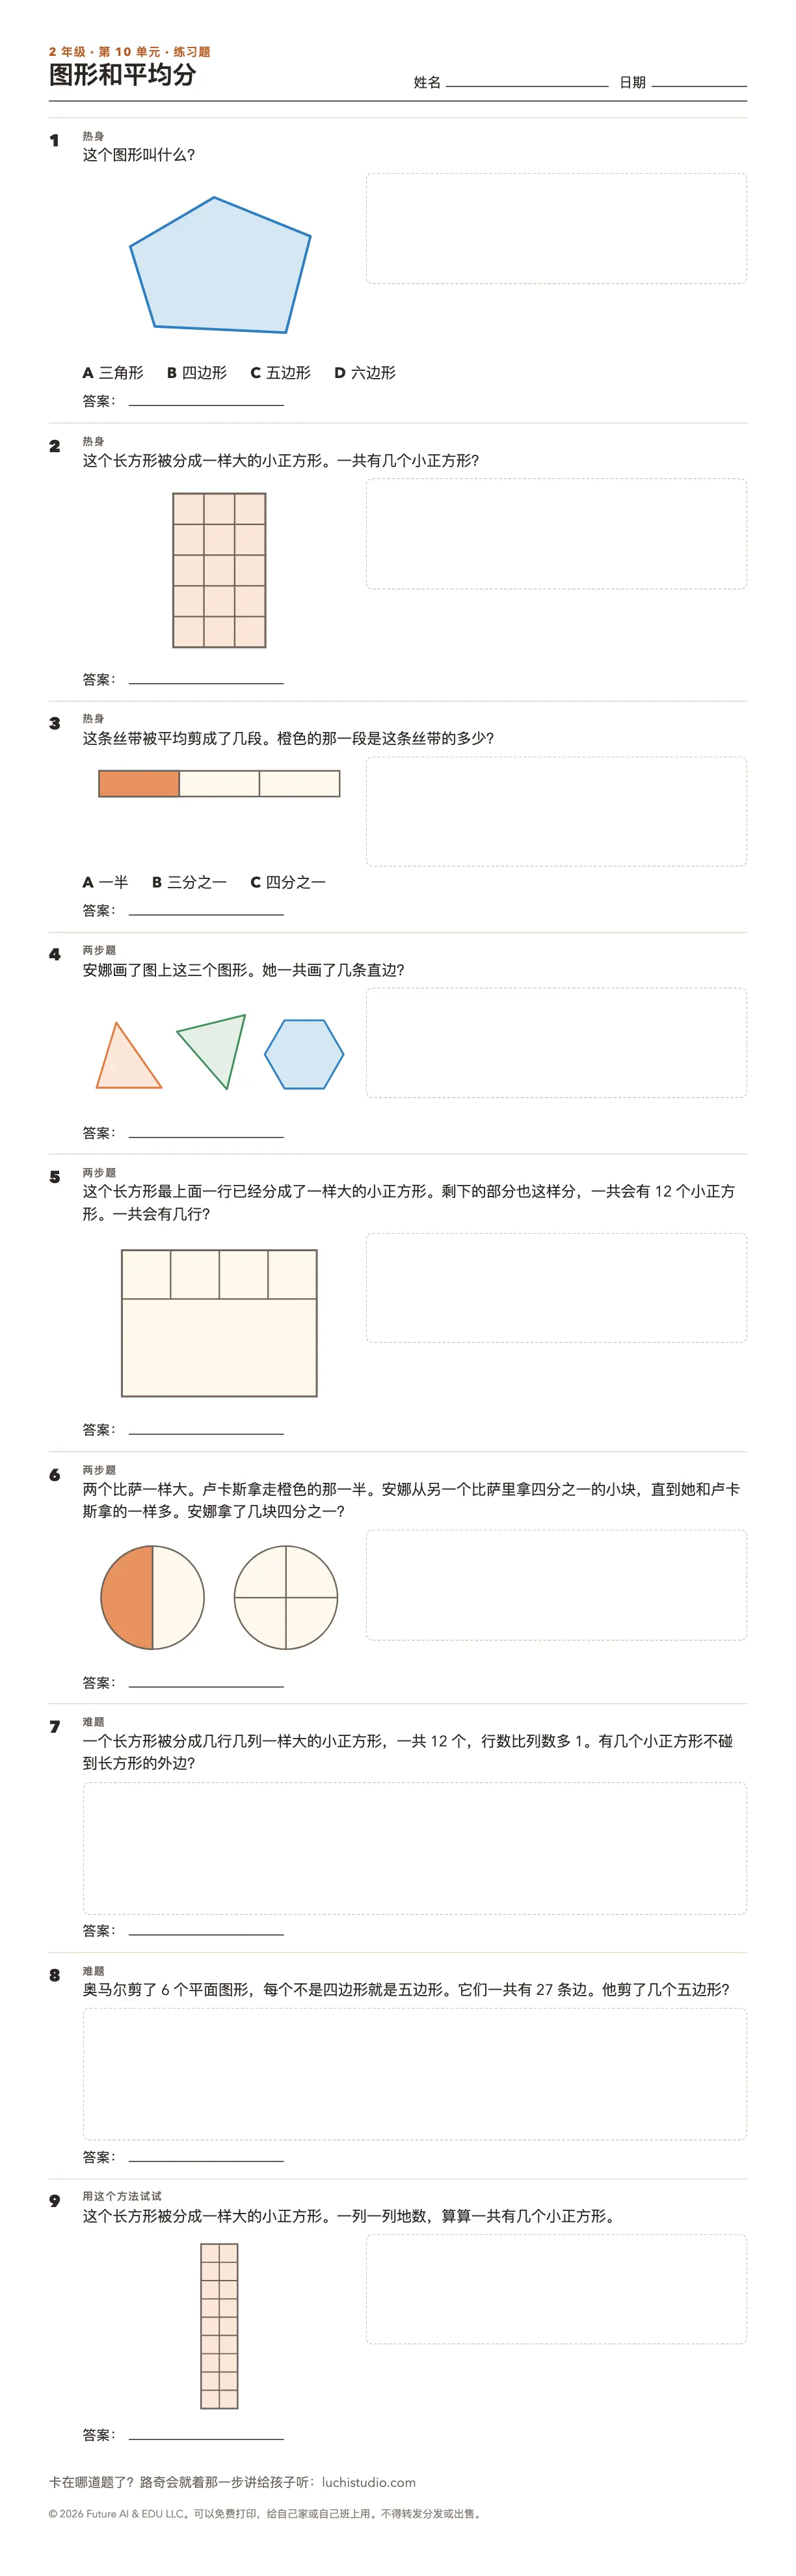 2 年级 · 第 10 单元 · 练习题
图形和平均分
姓名 日期
1
热身
这个图形叫什么？
A 三角形 B 四边形 C 五边形 D 六边形
答案：
2
热身
这个长方形被分成一样大的小正方形。一共有几个小正方形？
答案：
3
热身
这条丝带被平均剪成了几段。橙色的那一段是这条丝带的多少？
A 一半 B 三分之一 C 四分之一
答案：
4
两步题
安娜画了图上这三个图形。她一共画了几条直边？
答案：
5
两步题
这个长方形最上面一行已经分成了一样大的小正方形。剩下的部分也这样分，一共会有 12 个小正方
形。一共会有几行？
答案：
6
两步题
两个比萨一样大。卢卡斯拿走橙色的那一半。安娜从另一个比萨里拿四分之一的小块，直到她和卢卡
斯拿的一样多。安娜拿了几块四分之一？
答案：
7
难题
一个长方形被分成几行几列一样大的小正方形，一共 12 个，行数比列数多 1。有几个小正方形不碰
到长方形的外边？
答案：
8
难题
奥马尔剪了 6 个平面图形，每个不是四边形就是五边形。它们一共有 27 条边。他剪了几个五边形？
答案：
9
用这个方法试试
这个长方形被分成一样大的小正方形。一列一列地数，算算一共有几个小正方形。
答案：
卡在哪道题了？路奇会就着那一步讲给孩子听：luchistudio.com
© 2026 Future AI & EDU LLC。可以免费打印，给自己家或自己班上用。不得转发分发或出售。